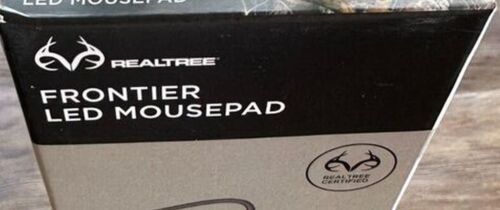 LED MOUSEPAD
REALTREE
FRONTIER
LED MOUSEPAD
REALTREE
CERTIFIED